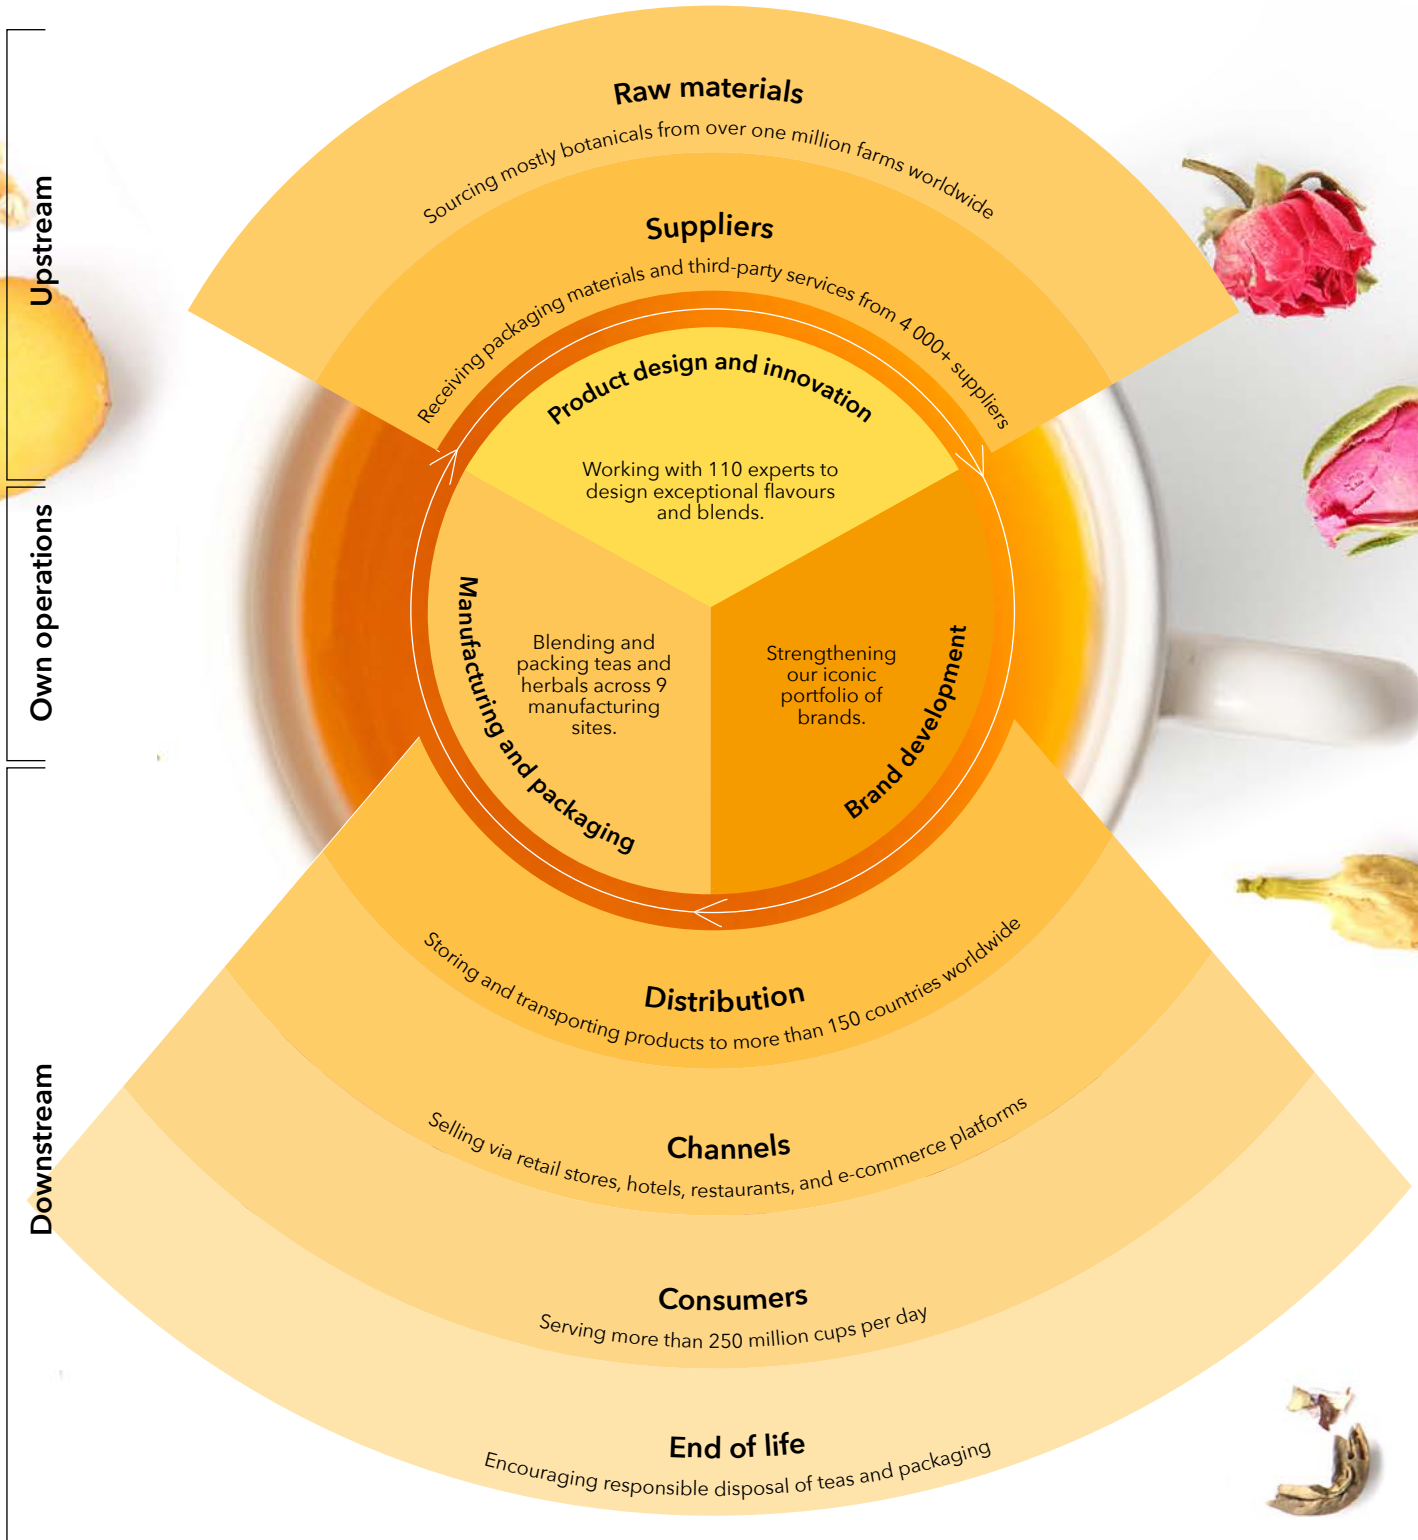 Upstream
Raw materials
Sourcing mostly botanicals from over one million farms worldwide
Suppliers
Receiving packaging materials and third-party services from 4 000+ suppliers
Own operations
Product design and innovation
Working with 110 experts to
design exceptional flavours
and blends.
Manufacturing and packaging
Blending and
packing teas and
herbals across 9
manufacturing
sites.
Brand development
Strengthening
our iconic
portfolio of
brands.
Downstream
Distribution
Storing and transporting products to more than 150 countries worldwide
Channels
Selling via retail stores, hotels, restaurants, and e-commerce platforms
Consumers
Serving more than 250 million cups per day
End of life
Encouraging responsible disposal of teas and packaging